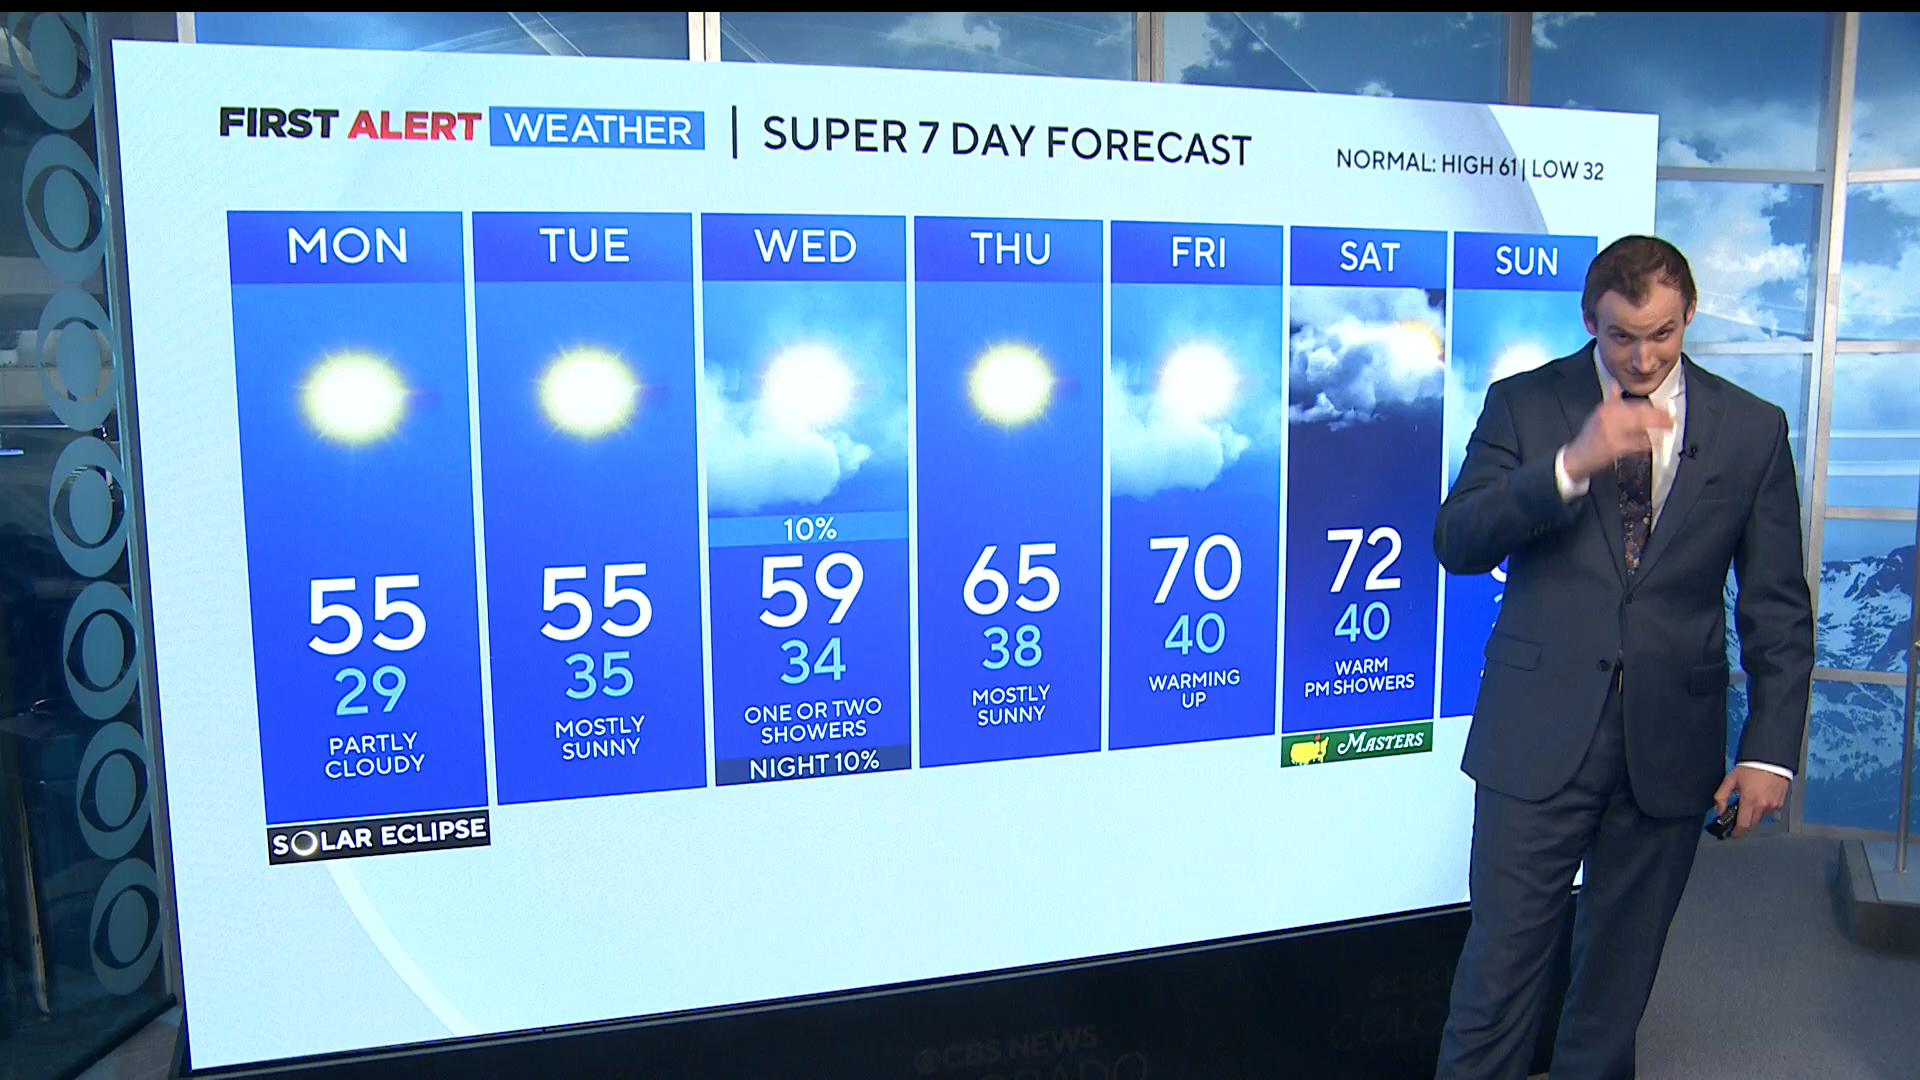 FIRST ALERT WEATHER | SUPER 7 DAY FORECAST
NORMAL: HIGH 61 | LOW 32
MON
55
29
PARTLY
CLOUDY
SOLAR ECLIPSE
TUE
55
35
MOSTLY
SUNNY
WED
10%
59
34
ONE OR TWO
SHOWERS
NIGHT 10%
THU
65
38
MOSTLY
SUNNY
FRI
70
40
WARMING
UP
SAT
72
40
WARM
PM SHOWERS
MASTERS
SUN
CBS NEWS